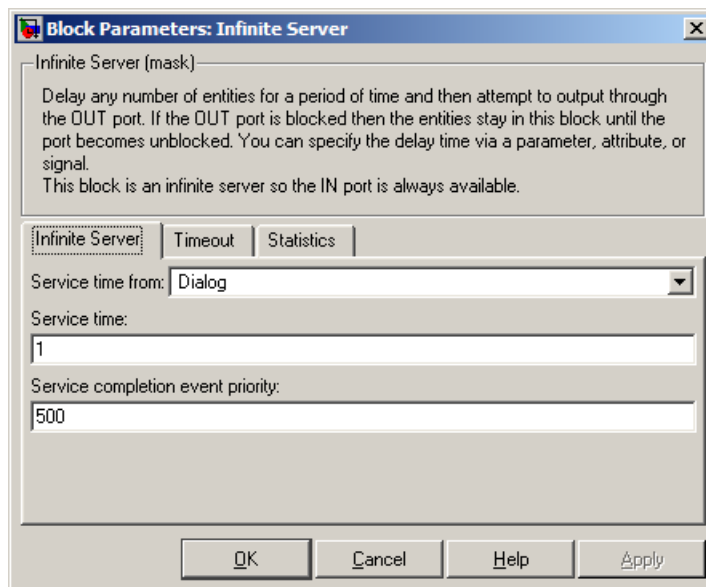 Block Parameters: Infinite Server
Infinite Server (mask)
Delay any number of entities for a period of time and then attempt to output through
the OUT port. If the OUT port is blocked then the entities stay in this block until the
port becomes unblocked. You can specify the delay time via a parameter, attribute, or
signal.
This block is an infinite server so the IN port is always available.
Infinite Server Timeout Statistics
Service time from: Dialog
Service time:
1
Service completion event priority:
500
OK Cancel Help Apply